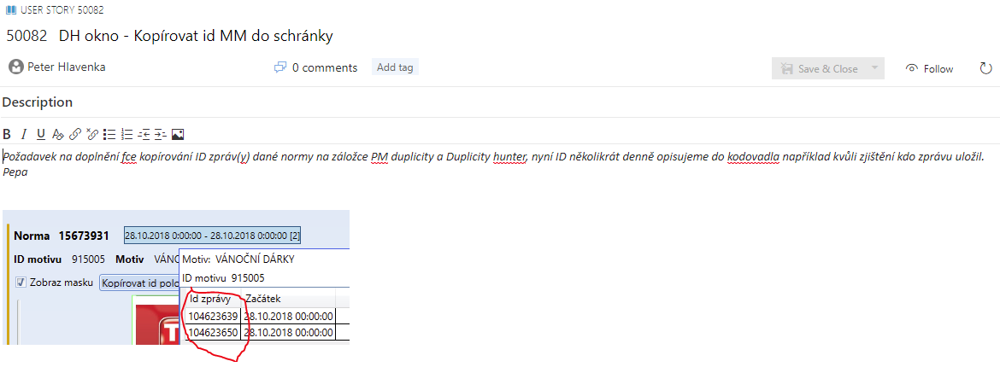 USER STORY 50082
50082 DH okno - Kopírovat id MM do schránky
Peter Hlavenka 0 comments Add tag Save & Close Follow
Description
B I U
Požadavek na doplnění fce kopírování ID zpráv(y) dané normy na záložce PM duplicity a Duplicity hunter, nyní ID několikrát denně opisujeme do kodovadla například kvůli zjištění kdo zprávu uložil.
Pepa
Norma 15673931 28.10.2018 0:00:00 - 28.10.2018 0:00:00 [2]
ID motivu 915005 Motiv VÁNO
Motiv: VÁNOČNÍ DÁRKY
ID motivu 915005
Zobraz masku Kopírovat id polo
Id zprávy Začátek
104623639 28.10.2018 00:00:00
104623650 28.10.2018 00:00:00
T